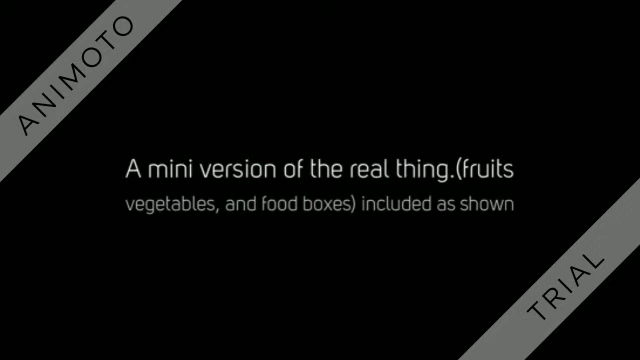 ANIMOTO
A mini version of the real thing.(fruits
vegetables, and food boxes) included as shown
TRIAL